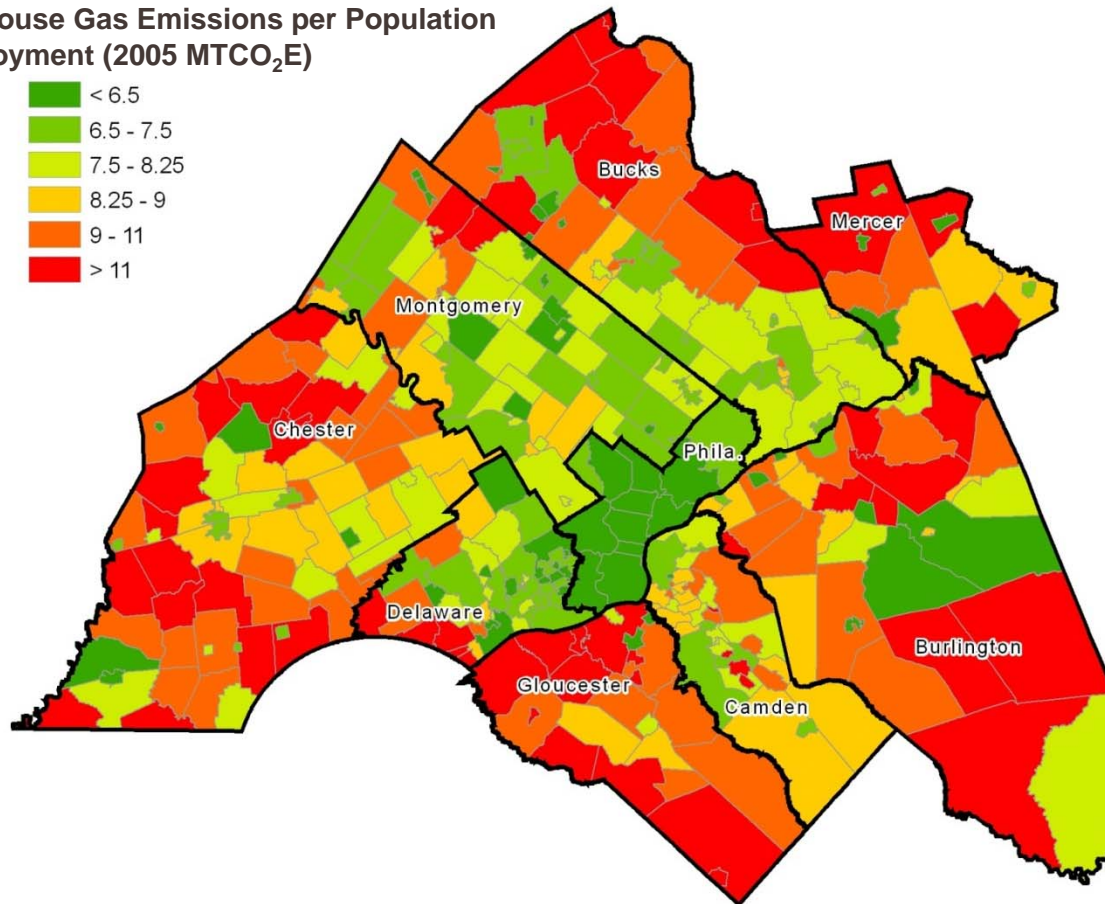 ouse Gas Emissions per Population
oyment (2005 MTCO₂E)
< 6.5
6.5 - 7.5
7.5 - 8.25
8.25 - 9
9 - 11
> 11
Bucks
Mercer
Montgomery
Chester
Phila.
Delaware
Burlington
Gloucester
Camden